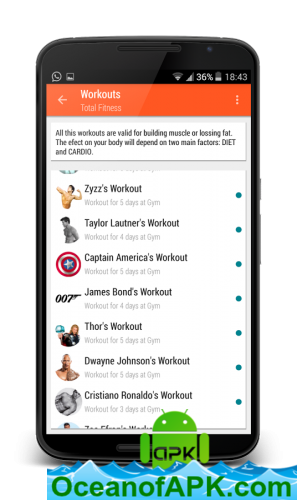 36% 18:43
Workouts
Total Fitness
All this workouts are valid for building muscle or lossing fat.
The efect on your body will depend on two main factors: DIET
and CARDIO.
Zyzz's Workout
Workout for 5 days at Gym
Taylor Lautner's Workout
Workout for 4 days at Gym
Captain America's Workout
Workout for 5 days at Gym
007
James Bond's Workout
Workout for 4 days at Gym
Thor's Workout
Workout for 5 days at Gym
Dwayne Johnson's Workout
Workout for 5 days at Gym
Cristiano Ronaldo's Workout
Workout for 3 days at Gym
APK
OceanofAPK.com